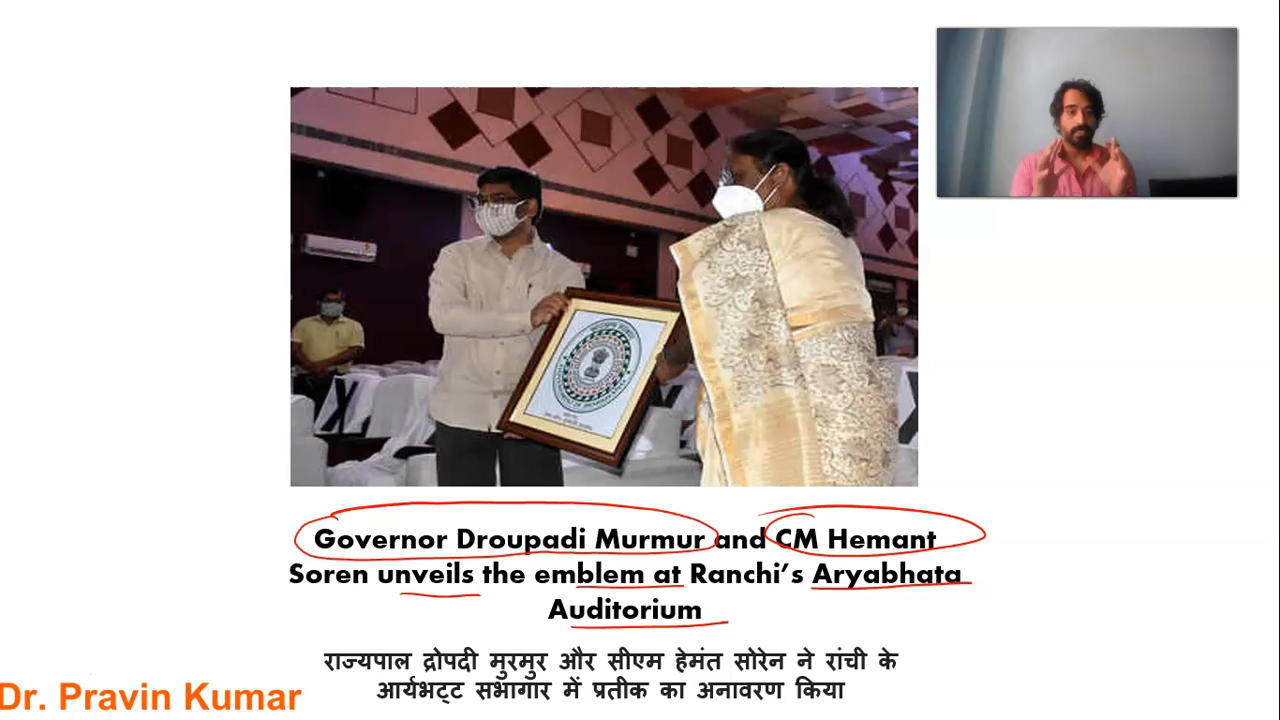 Governor Droupadi Murmur and CM Hemant
Soren unveils the emblem at Ranchi's Aryabhata
Auditorium
राज्यपाल द्रोपदी मुरमुर और सीएम हेमंत सोरेन ने रांची के
आर्यभट्ट सभागार में प्रतीक का अनावरण किया
Dr. Pravin Kumar